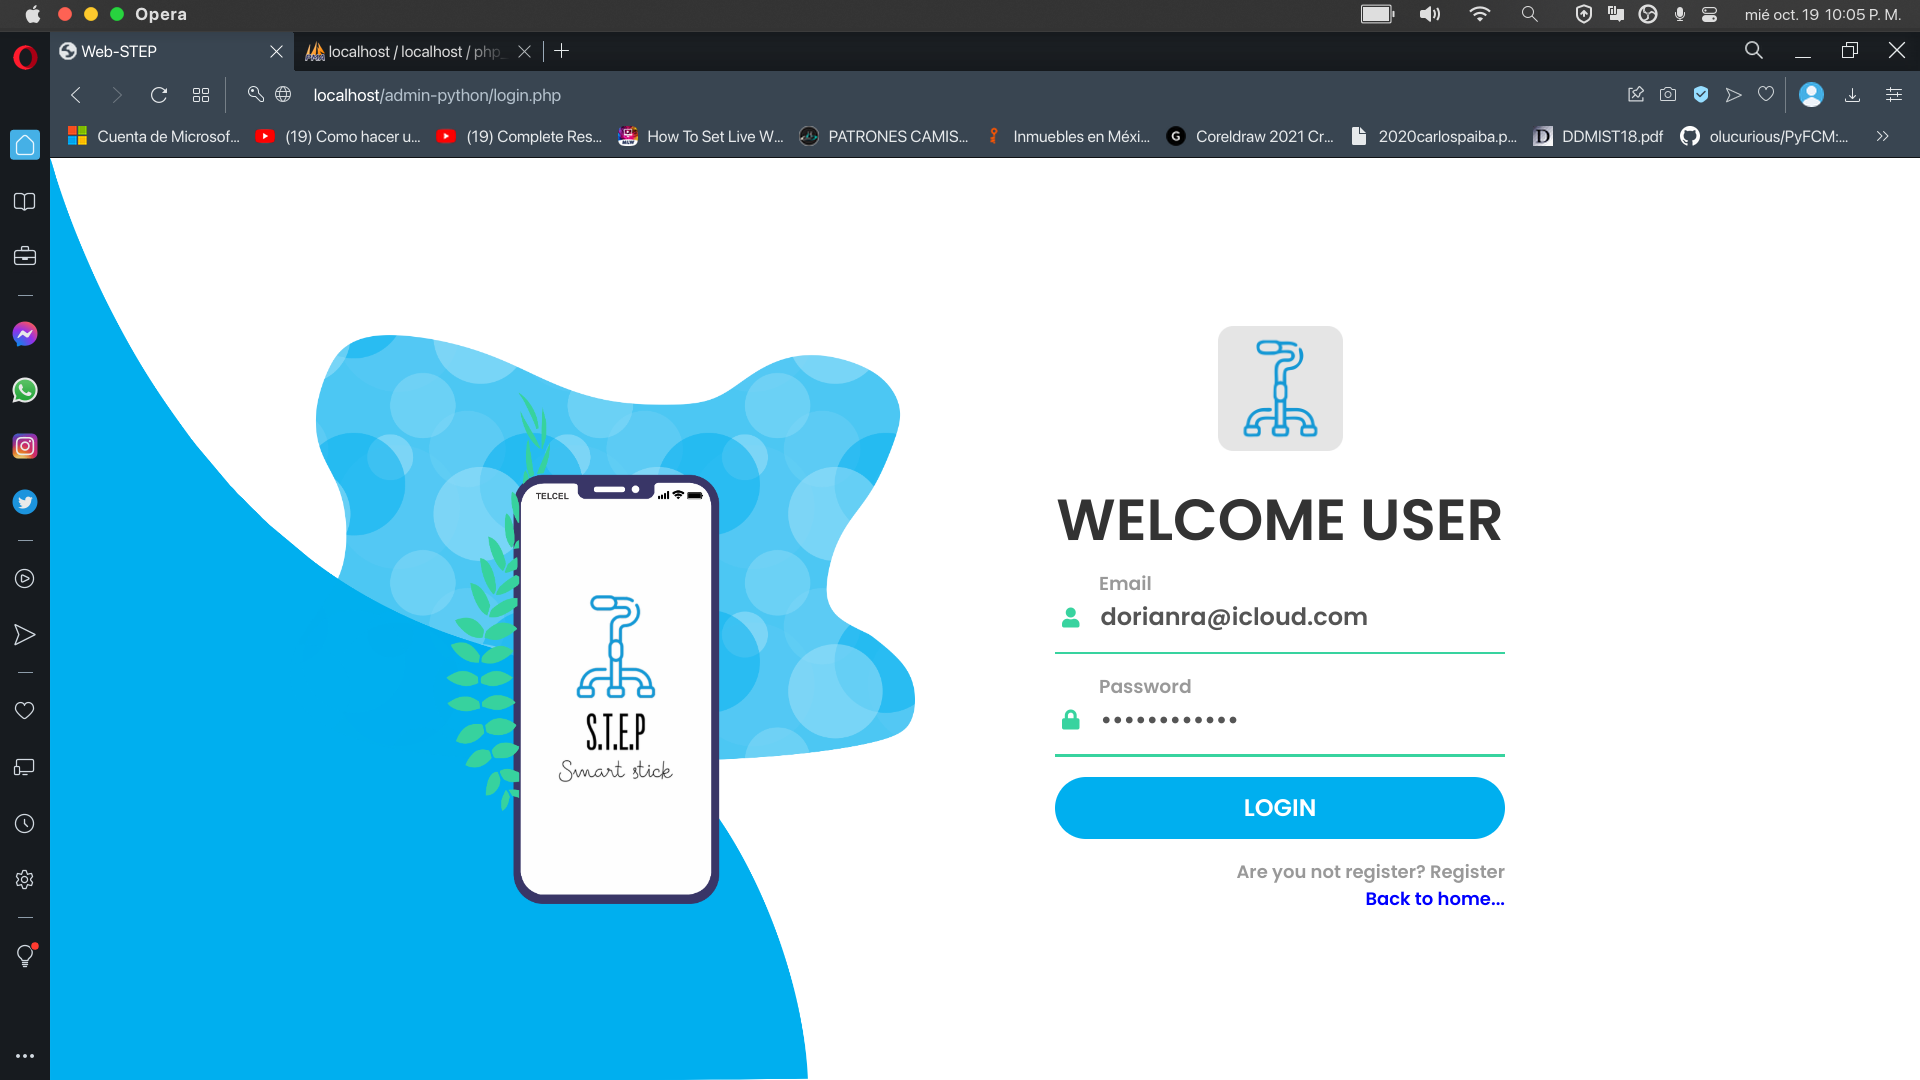 Opera
mié oct. 19 10:05 P. M.
Web-STEP
localhost / localhost / php_
localhost/admin-python/login.php
Cuenta de Microsof...
(19) Como hacer u...
(19) Complete Res...
How To Set Live W...
PATRONES CAMIS...
Inmuebles en Méxi...
Coreldraw 2021 Cr...
2020carlospaiba.p...
DDMIST18.pdf
olucurious/PyFCM:...
TELCEL
S.T.E.P
Smart stick
WELCOME USER
Email
dorianra@icloud.com
Password
••••••••••••
LOGIN
Are you not register? Register
Back to home...